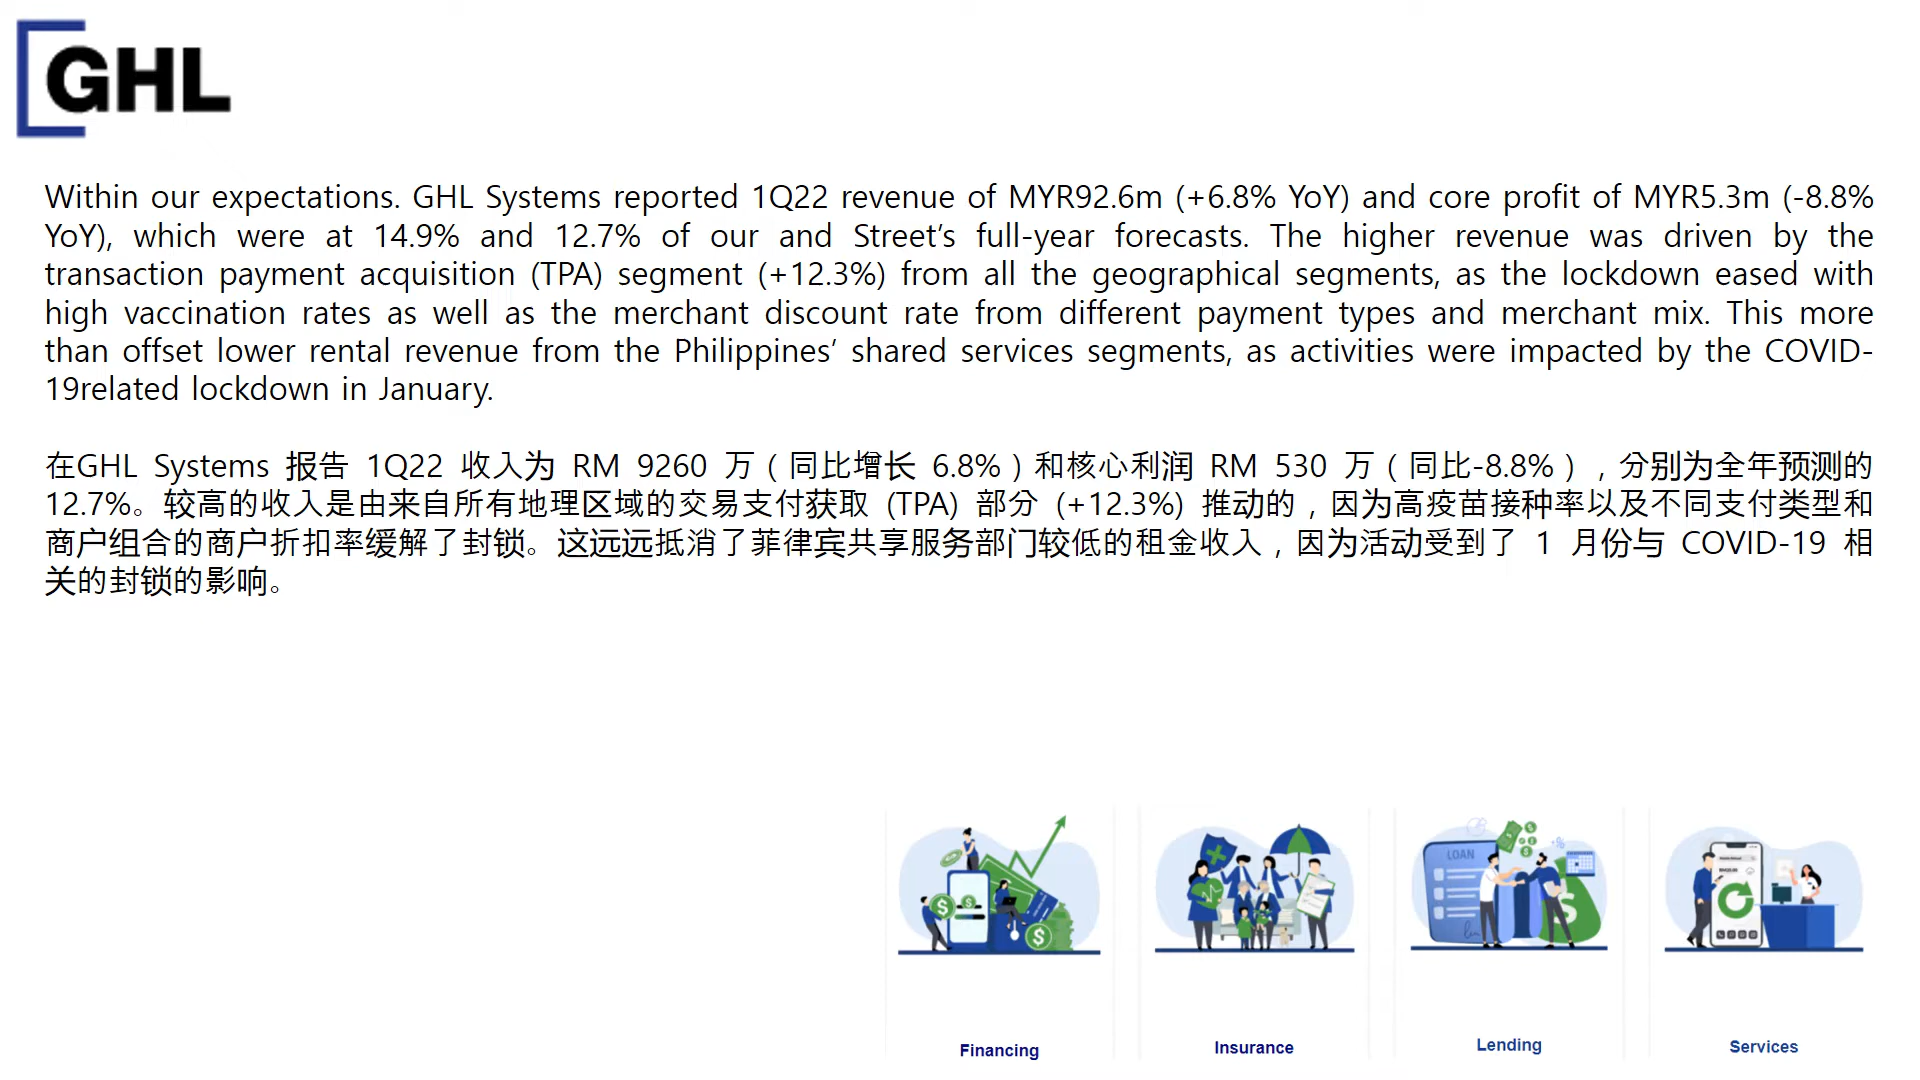 GHL
Within our expectations. GHL Systems reported 1Q22 revenue of MYR92.6m (+6.8% YoY) and core profit of MYR5.3m (-8.8%
YoY), which were at 14.9% and 12.7% of our and Street’s full-year forecasts. The higher revenue was driven by the
transaction payment acquisition (TPA) segment (+12.3%) from all the geographical segments, as the lockdown eased with
high vaccination rates as well as the merchant discount rate from different payment types and merchant mix. This more
than offset lower rental revenue from the Philippines’ shared services segments, as activities were impacted by the COVID-
19related lockdown in January.
在GHL Systems 报告 1Q22 收入为 RM 9260 万（同比增长 6.8%）和核心利润 RM 530 万（同比-8.8%），分别为全年预测的
12.7%。较高的收入是由来自所有地理区域的交易支付获取 (TPA) 部分 (+12.3%) 推动的，因为高疫苗接种率以及不同支付类型和
商户组合的商户折扣率缓解了封锁。这远远抵消了菲律宾共享服务部门较低的租金收入，因为活动受到了 1 月份与 COVID-19 相
关的封锁的影响。
LOAN
Financing
Insurance
Lending
Services